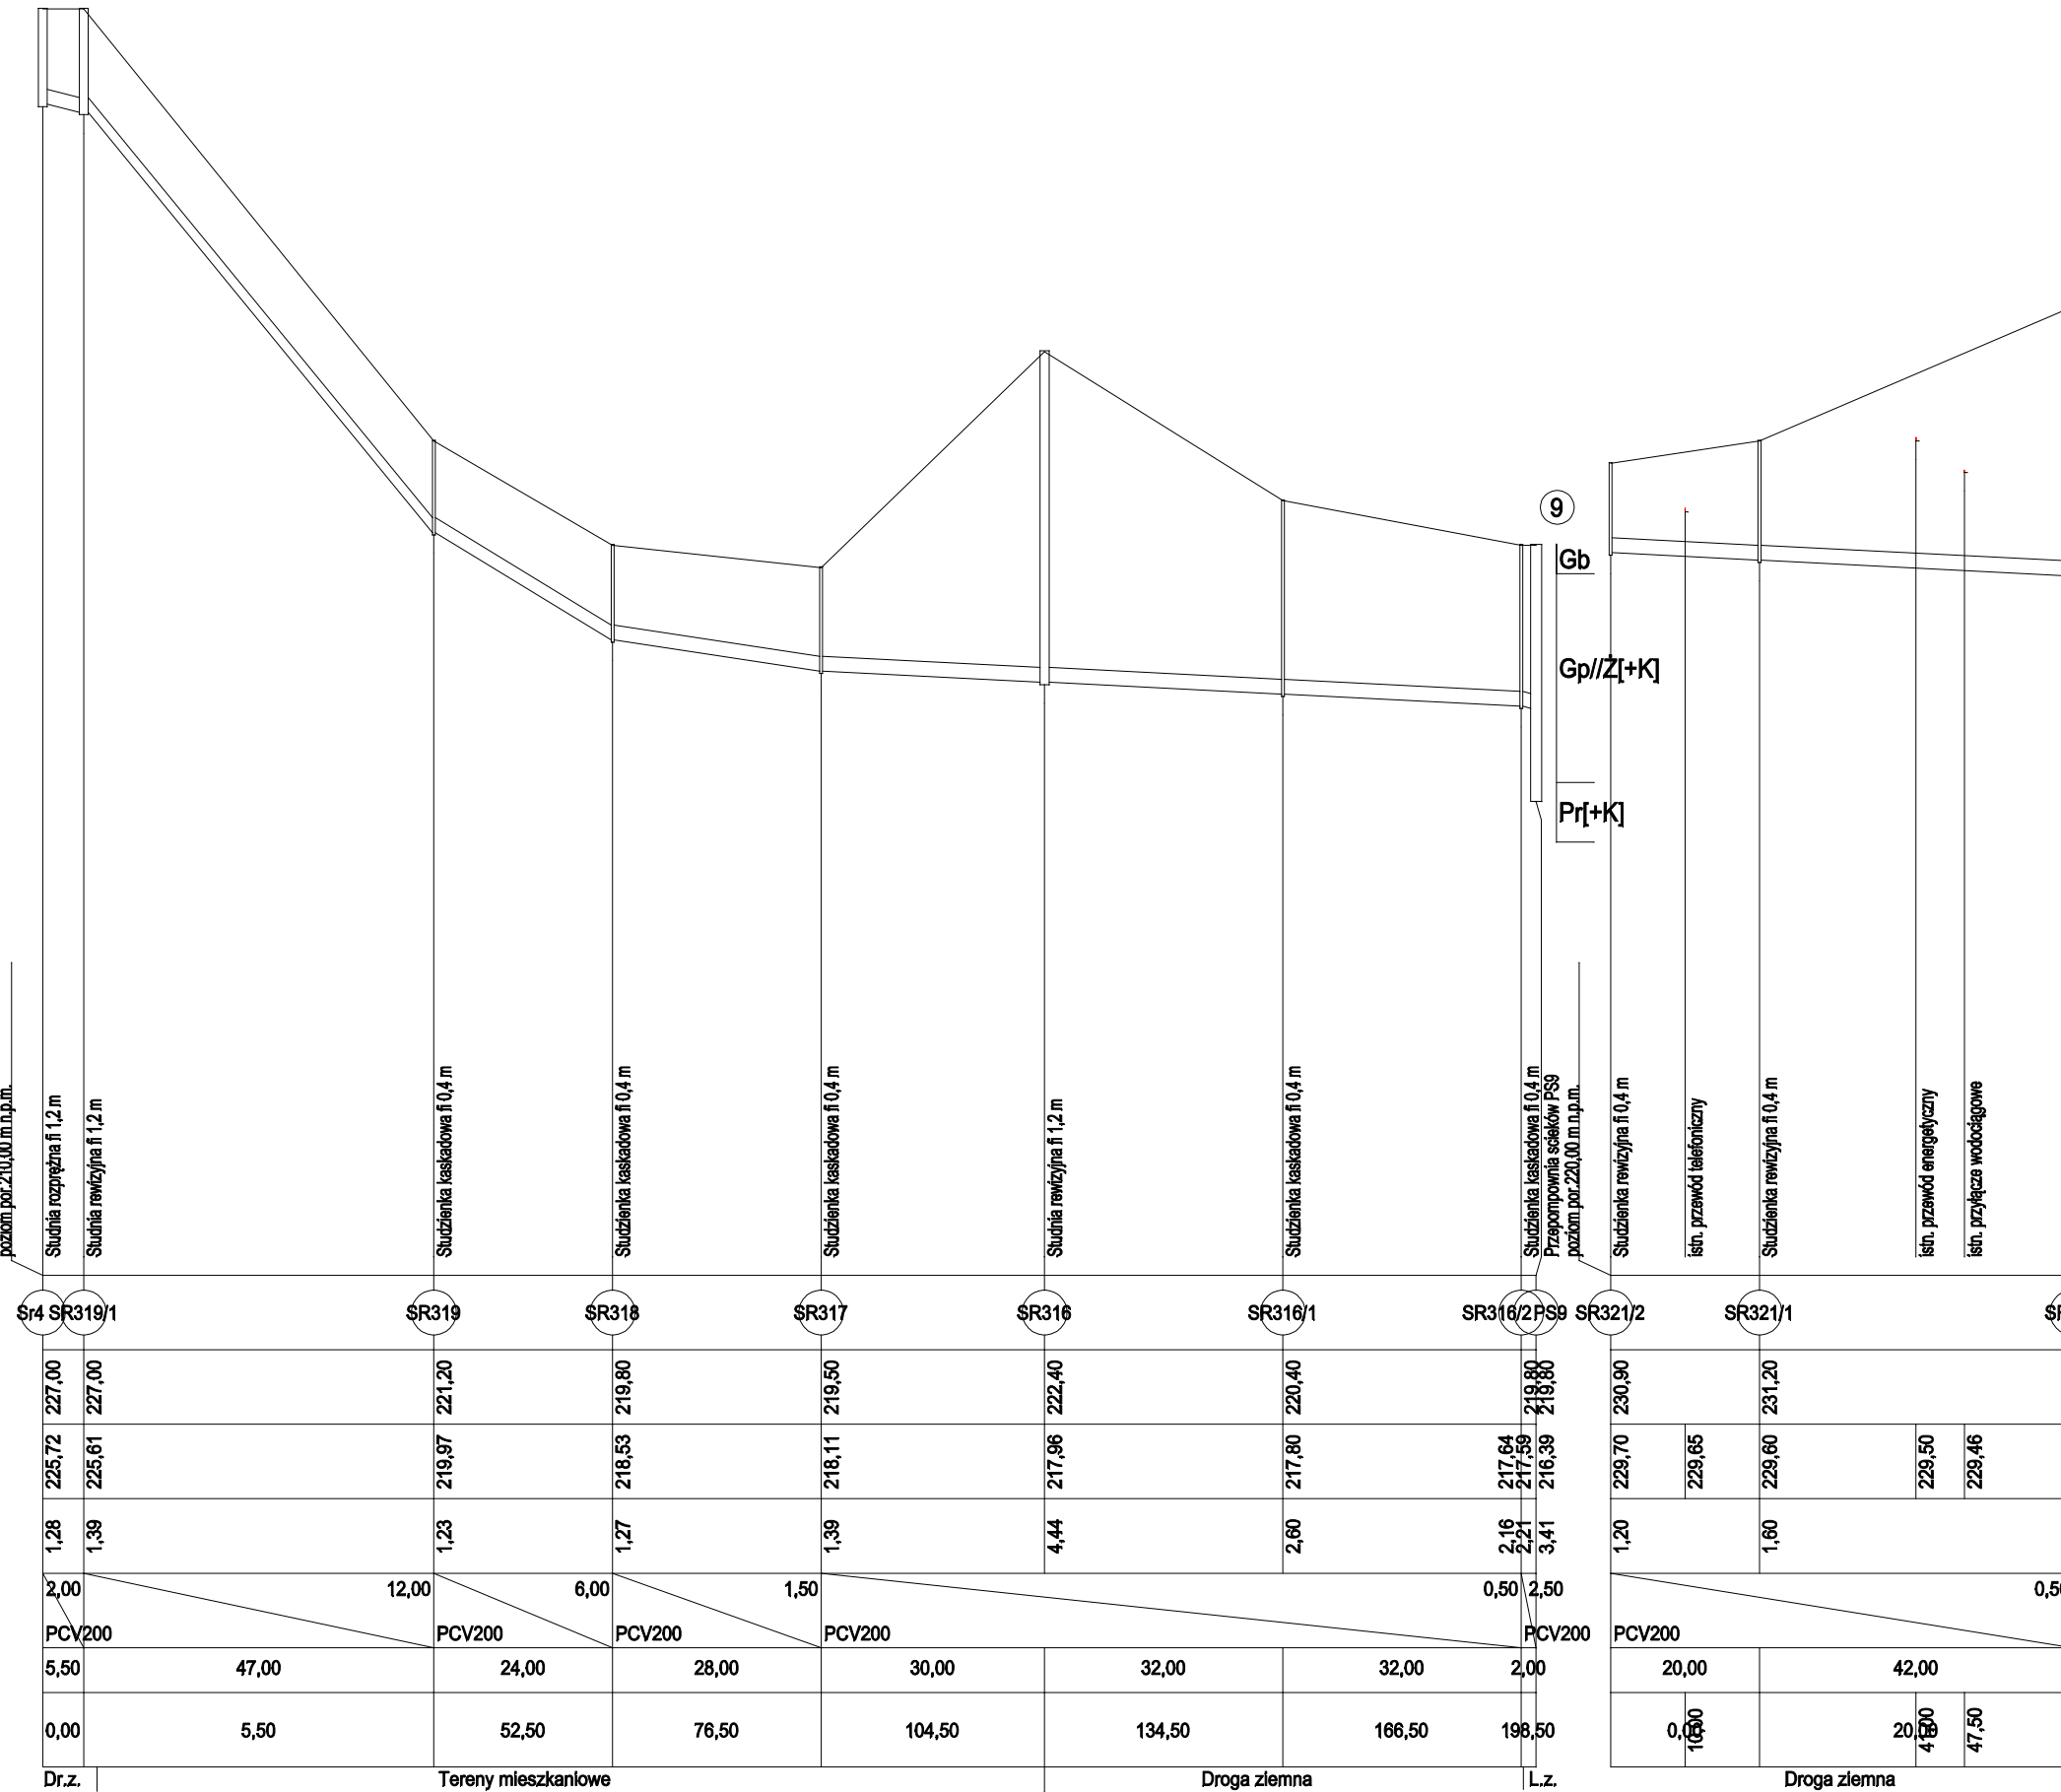 9
Gb
Gp//Ż[+K]
Pr[+K]
poziom por.210,00 m n.p.m.
Studnia rozprężna fi 1,2 m
Studnia rewizyjna fi 1,2 m
Studzienka kaskadowa fi 0,4 m
Studzienka kaskadowa fi 0,4 m
Studzienka kaskadowa fi 0,4 m
Studnia rewizyjna fi 1,2 m
Studzienka kaskadowa fi 0,4 m
Studzienka kaskadowa fi 0,4 m
Przepompownia ścieków PS9
poziom por.220,00 m n.p.m.
Studzienka rewizyjna fi 0,4 m
istn. przewód telefoniczny
Studzienka rewizyjna fi 0,4 m
istn. przewód energetyczny
istn. przyłącze wodociągowe
Sr4 SR319/1 SR319 SR318 SR317 SR316 SR316/1 SR316/2 PS9 SR321/2 SR321/1
227,00 227,00 221,20 219,80 219,50 222,40 220,40 219,80 219,80 230,90 231,20
225,72 225,61 219,97 218,53 218,11 217,96 217,80 217,64 217,59 216,39 229,70 229,65 229,60 229,50 229,46
1,28 1,39 1,23 1,27 1,39 4,44 2,60 2,16 2,21 3,41 1,20 1,60
2,00 12,00 6,00 1,50 0,50 2,50
PCV200 PCV200 PCV200 PCV200 PCV200 PCV200
5,50 47,00 24,00 28,00 30,00 32,00 32,00 2,00 20,00 42,00
0,00 5,50 52,50 76,50 104,50 134,50 166,50 198,50 0,00 20,00 47,50
Dr.z. Tereny mieszkaniowe Droga ziemna L.z. Droga ziemna